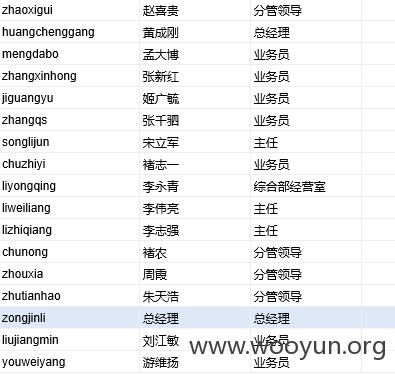 zhaoxigui 赵喜贵 分管领导
huangchenggang 黄成刚 总经理
mengdabo 孟大博 业务员
zhangxinhong 张新红 业务员
jiguangyu 姬广毓 业务员
zhangqs 张千驷 业务员
songlijun 宋立军 主任
chuzhiyi 褚志一 业务员
liyongqing 李永青 综合部经营室
liweiliang 李伟亮 主任
lizhiqiang 李志强 主任
chunong 褚农 分管领导
zhouxia 周霞 分管领导
zhutianhao 朱天浩 分管领导
zongjinli 总经理 总经理
liujiangmin 刘江敏 业务员
youweiyang 游维扬 业务员
www.wooyun.org